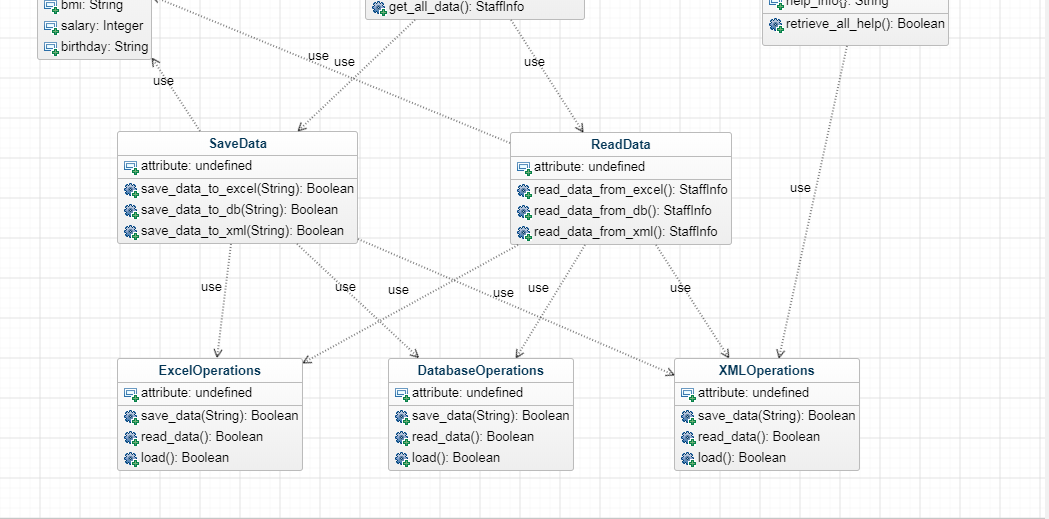 bmi: String
salary: Integer
birthday: String
get_all_data(): StaffInfo
help_info{}: String
retrieve_all_help(): Boolean
use
use
use
use
use
SaveData
attribute: undefined
save_data_to_excel(String): Boolean
save_data_to_db(String): Boolean
save_data_to_xml(String): Boolean
ReadData
attribute: undefined
read_data_from_excel(): StaffInfo
read_data_from_db(): StaffInfo
read_data_from_xml(): StaffInfo
use
use
use
use
use
use
ExcelOperations
attribute: undefined
save_data(String): Boolean
read_data(): Boolean
load(): Boolean
DatabaseOperations
attribute: undefined
save_data(String): Boolean
read_data(): Boolean
load(): Boolean
XMLOperations
attribute: undefined
save_data(String): Boolean
read_data(): Boolean
load(): Boolean